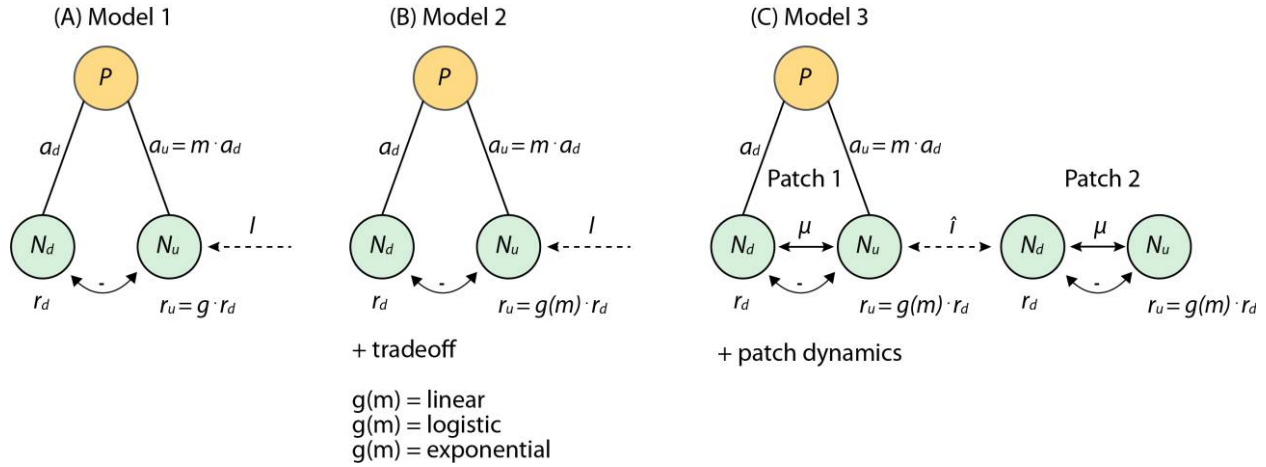 (A) Model 1
P
a_d
a_u = m · a_d
N_d
N_u
I
-
r_d
r_u = g · r_d
(B) Model 2
P
a_d
a_u = m · a_d
N_d
N_u
I
-
r_d
r_u = g(m) · r_d
+ tradeoff
g(m) = linear
g(m) = logistic
g(m) = exponential
(C) Model 3
P
a_d
a_u = m · a_d
Patch 1
Patch 2
N_d
μ
N_u
î
N_d
μ
N_u
-
-
r_d
r_u = g(m) · r_d
r_d
r_u = g(m) · r_d
+ patch dynamics